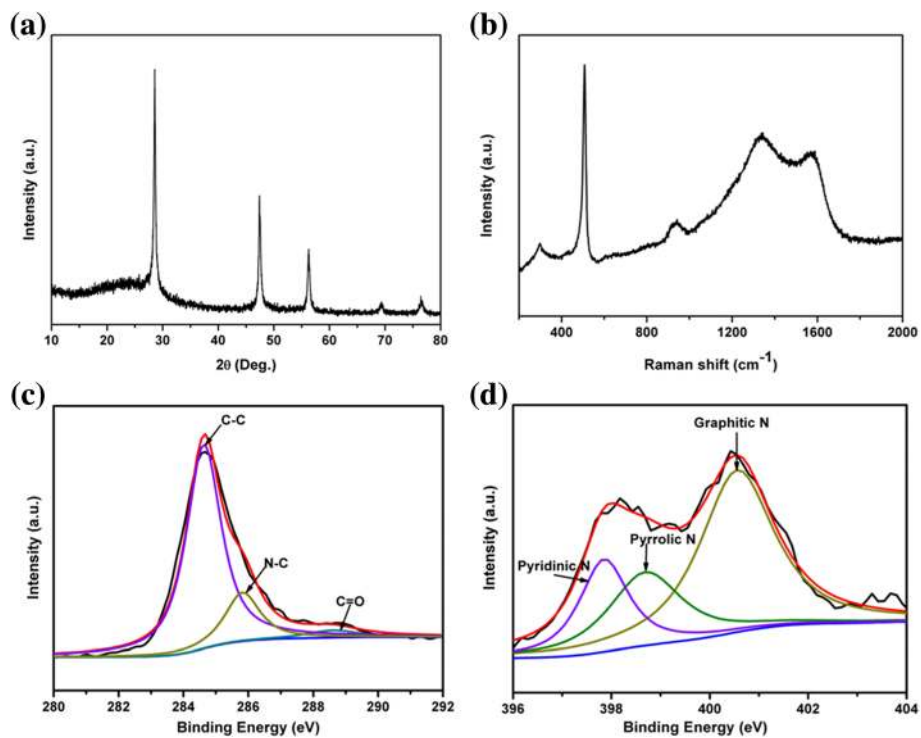 (a)
Intensity (a.u.)
10 20 30 40 50 60 70 80
2θ (Deg.)
(b)
Intensity (a.u.)
400 800 1200 1600 2000
Raman shift (cm⁻¹)
(c)
C-C
N-C
C=O
Intensity (a.u.)
280 282 284 286 288 290 292
Binding Energy (eV)
(d)
Graphitic N
Pyrrolic N
Pyridinic N
Intensity (a.u.)
396 398 400 402 404
Binding Energy (eV)